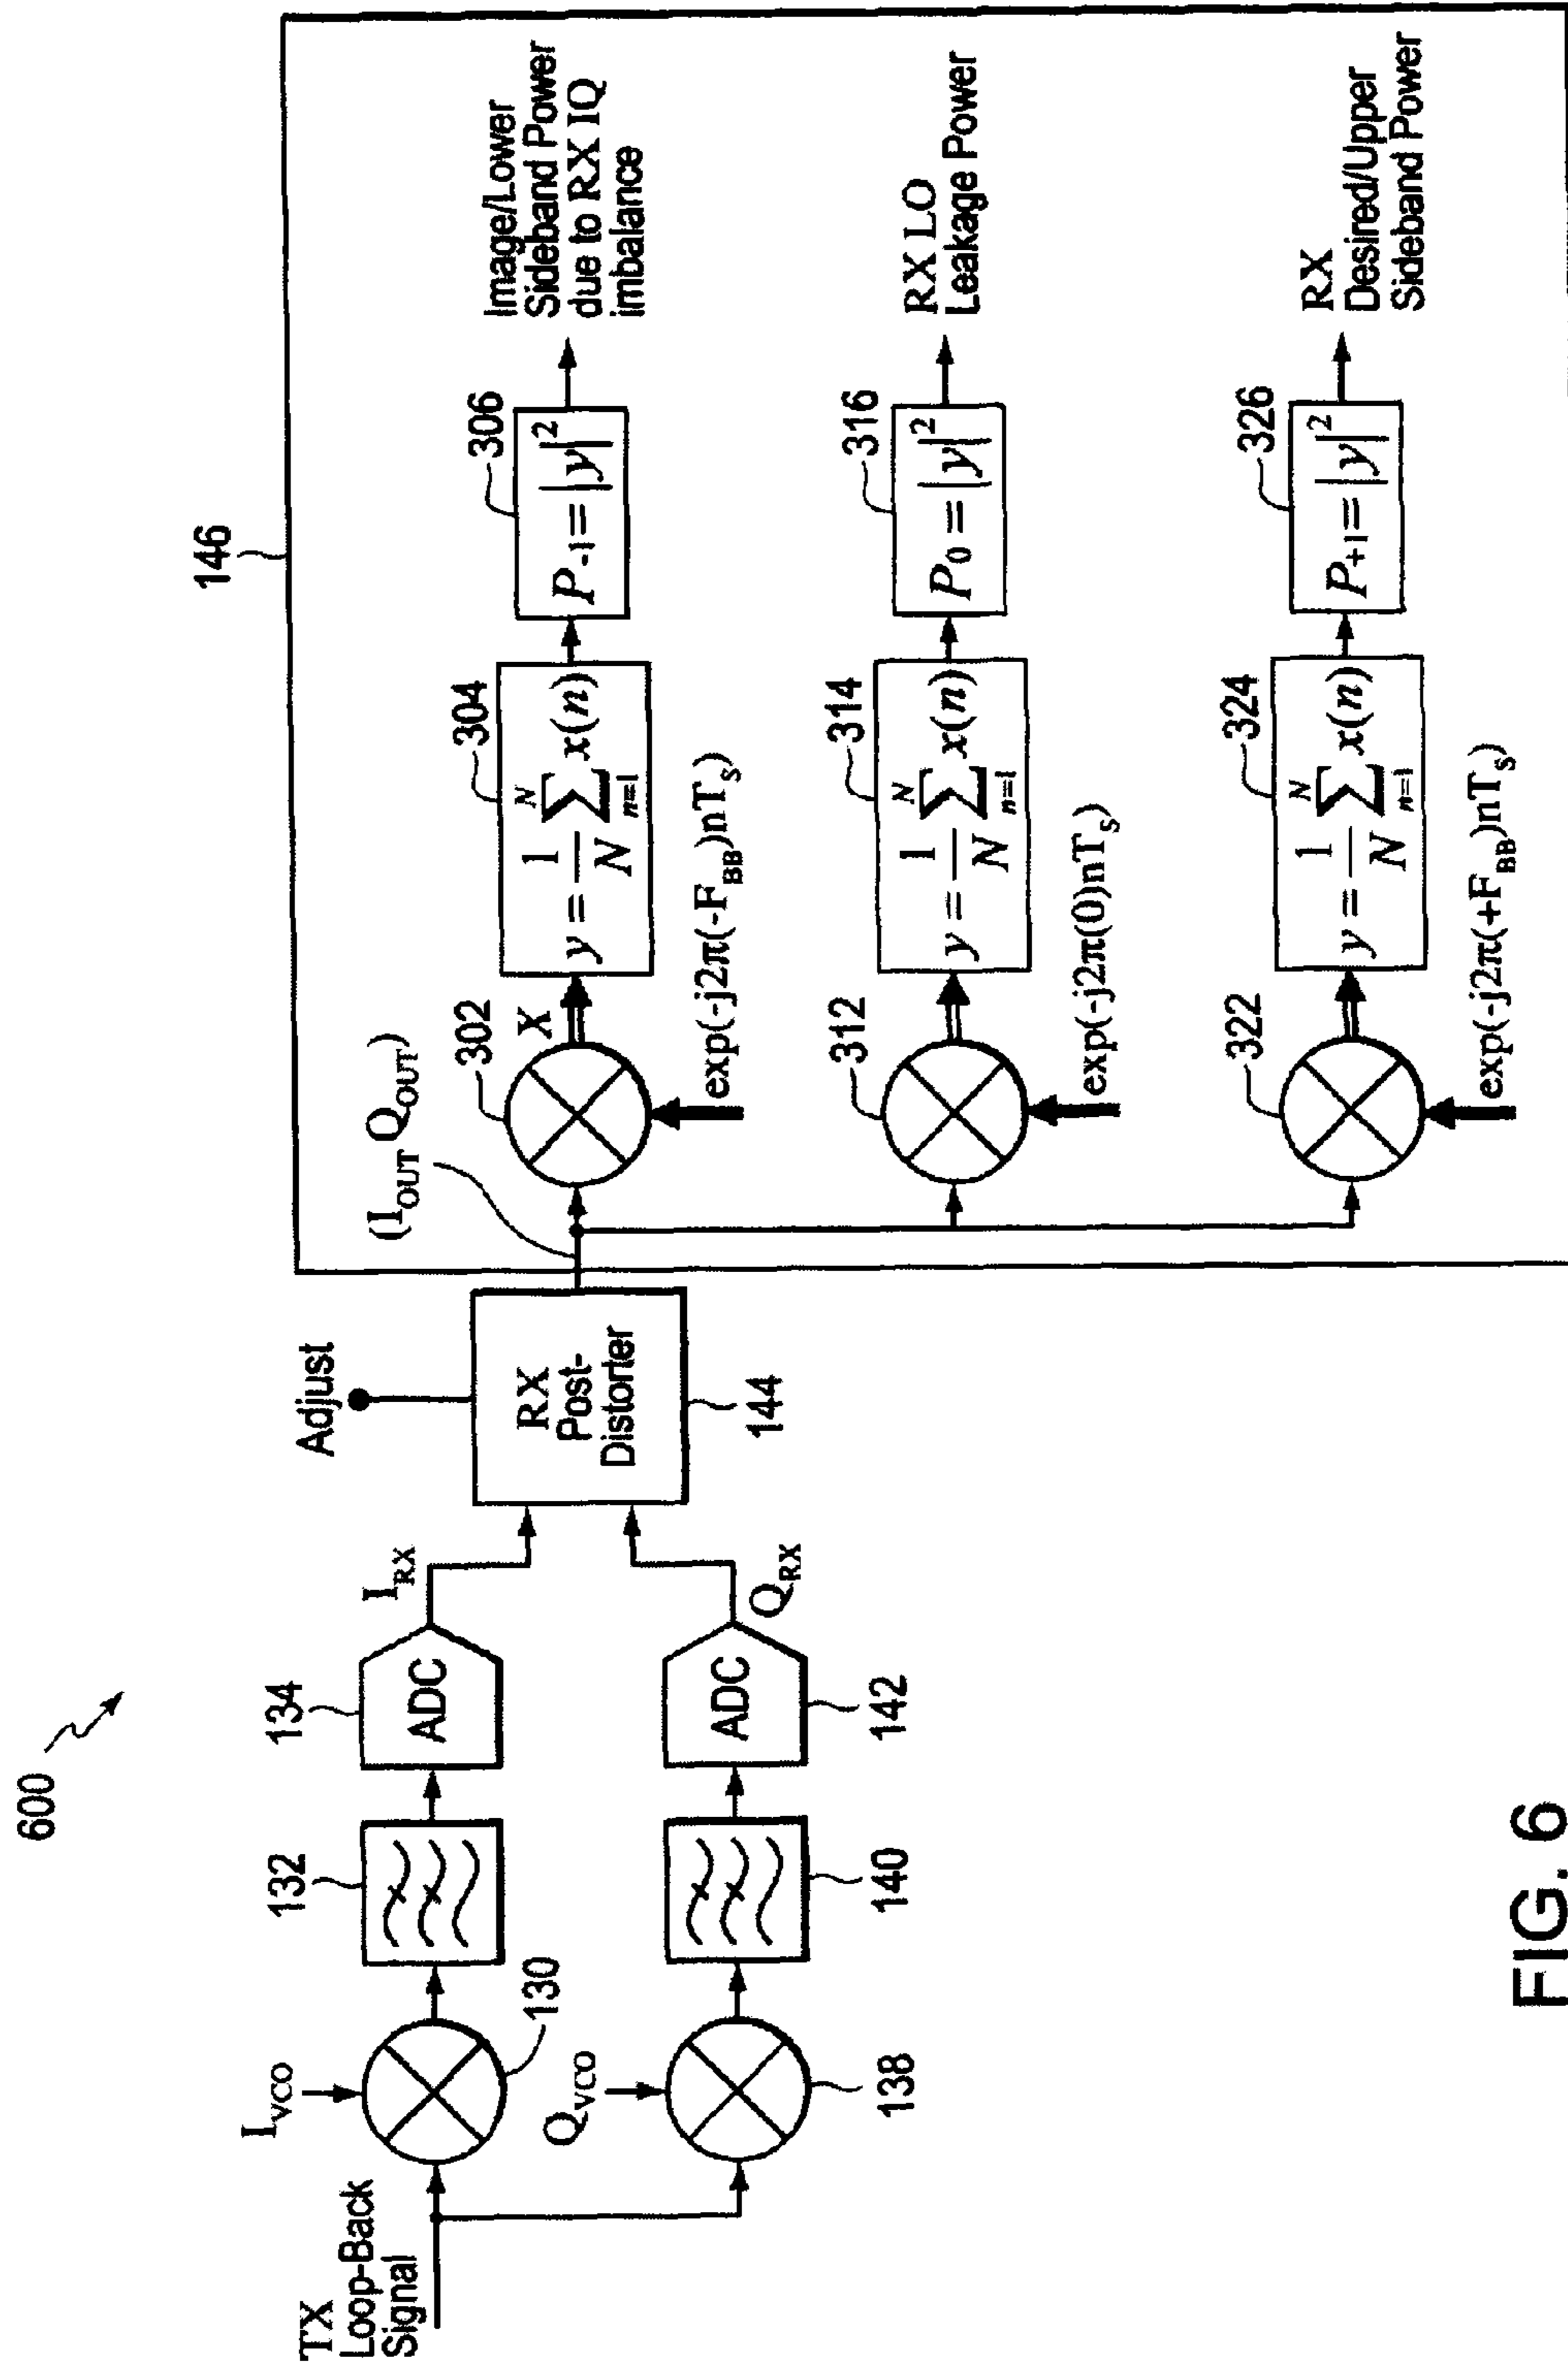 600
146
TX
Loop-Back
Signal
I_VCO
130
132
134
ADC
I_RX
Q_VCO
138
140
142
ADC
Q_RX
Adjust
RX
Post-
Distorter
144
(I_OUT Q_OUT)
302
X
exp(-j2π(-F_BB)nT_S)
304
y = 1/N ∑_{n=1}^{N} x(n)
306
P_{-1} = |y|^2
Image/Lower
Sideband Power
due to RX IQ
imbalance
312
exp(-j2π(0)nT_S)
314
y = 1/N ∑_{n=1}^{N} x(n)
316
P_0 = |y|^2
RX LO
Leakage Power
322
exp(-j2π(+F_BB)nT_S)
324
y = 1/N ∑_{n=1}^{N} x(n)
326
P_{+1} = |y|^2
RX
Desired/Upper
Sideband Power
FIG. 6